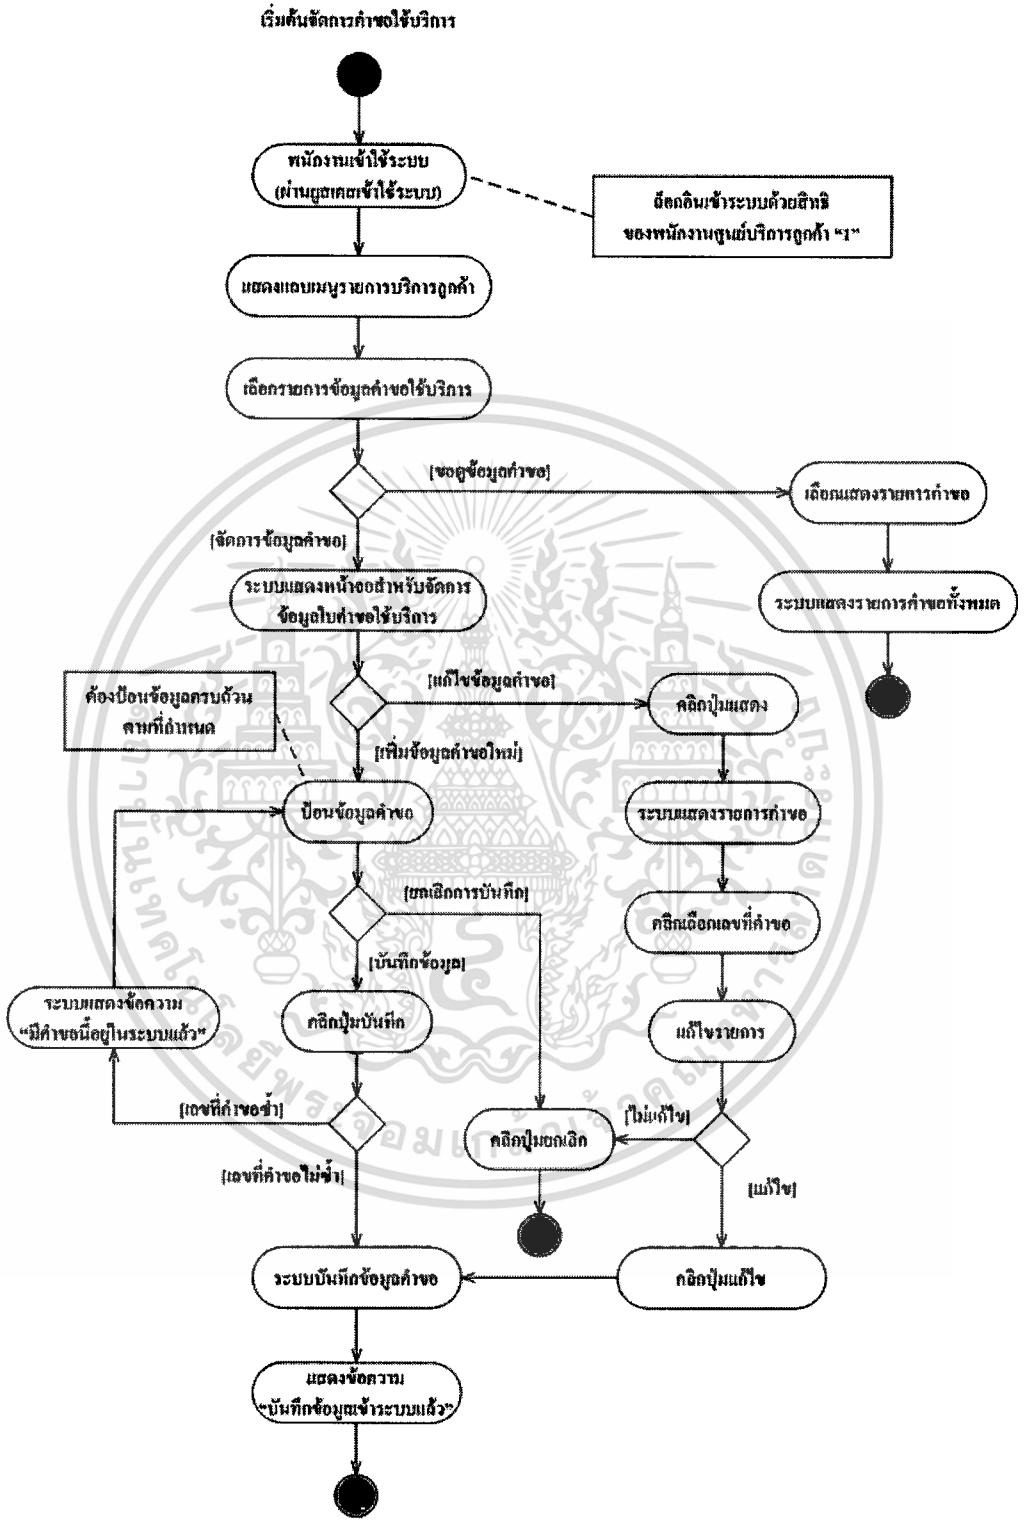 เริ่มต้นจัดการคำขอใช้บริการ
พนักงานเข้าใช้ระบบ
(ผ่านยูสเคสเข้าใช้ระบบ)
ล็อกอินเข้าระบบด้วยสิทธิ
ของพนักงานศูนย์บริการลูกค้า “1”
แสดงแถบเมนูรายการบริการลูกค้า
เลือกรายการข้อมูลคำขอใช้บริการ
[ขอดูข้อมูลคำขอ]
เลือกแสดงรายการคำขอ
[จัดการข้อมูลคำขอ]
ระบบแสดงหน้าจอสำหรับจัดการ
ข้อมูลใบคำขอใช้บริการ
ระบบแสดงรายการคำขอทั้งหมด
[แก้ไขข้อมูลคำขอ]
คลิกปุ่มแสดง
ต้องป้อนข้อมูลครบถ้วน
ตามที่กำหนด
[เพิ่มข้อมูลคำขอใหม่]
ป้อนข้อมูลคำขอ
ระบบแสดงรายการคำขอ
[ยกเลิกการบันทึก]
คลิกเลือกเลขที่คำขอ
[บันทึกข้อมูล]
ระบบแสดงข้อความ
“มีคำขอนี้อยู่ในระบบแล้ว”
คลิกปุ่มบันทึก
แก้ไขรายการ
[เลขที่คำขอซ้ำ]
[ไม่แก้ไข]
คลิกปุ่มยกเลิก
[เลขที่คำขอไม่ซ้ำ]
[แก้ไข]
ระบบบันทึกข้อมูลคำขอ
คลิกปุ่มแก้ไข
แสดงข้อความ
“บันทึกข้อมูลเข้าระบบแล้ว”